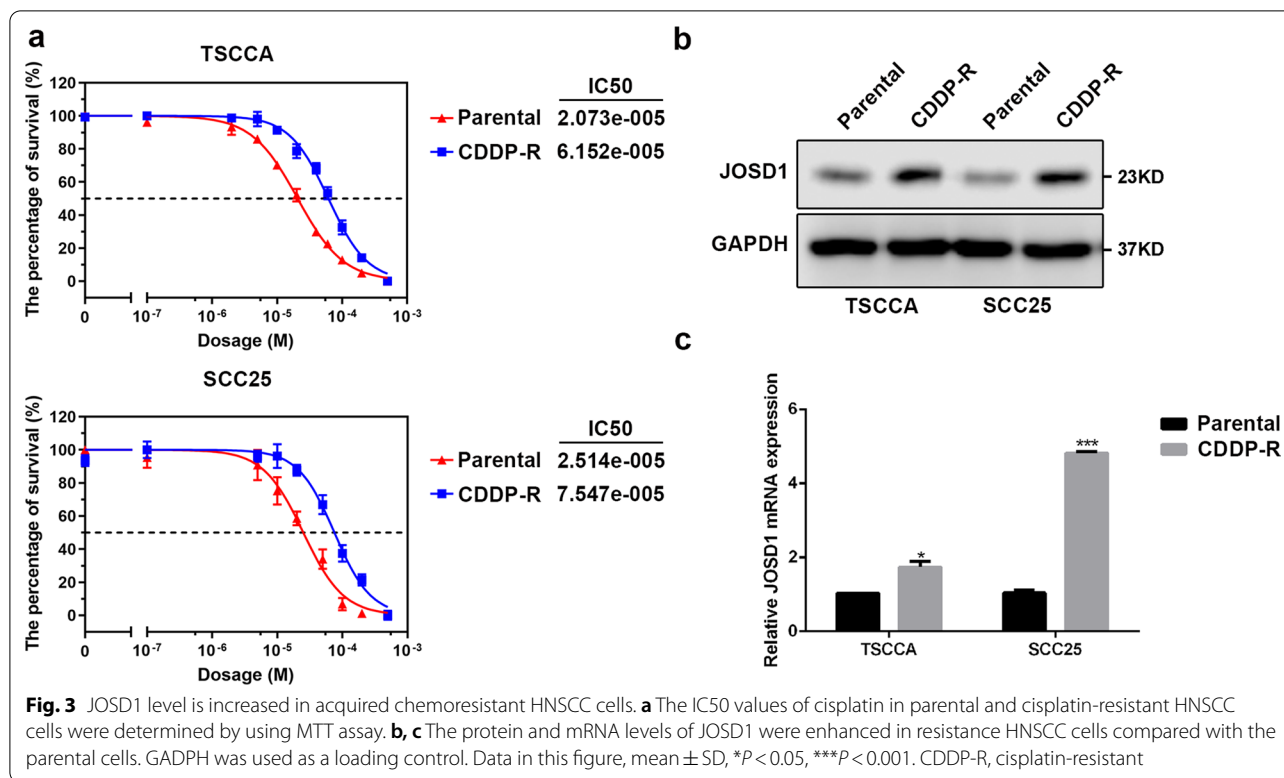 a
TSCCA
The percentage of survival (%)
120
100
80
60
40
20
0
0 10-7 10-6 10-5 10-4 10-3
Dosage (M)
IC50
Parental 2.073e-005
CDDP-R 6.152e-005
SCC25
The percentage of survival (%)
120
100
80
60
40
20
0
0 10-7 10-6 10-5 10-4 10-3
Dosage (M)
IC50
Parental 2.514e-005
CDDP-R 7.547e-005
b
Parental CDDP-R Parental CDDP-R
JOSD1 23KD
GAPDH 37KD
TSCCA SCC25
c
Relative JOSD1 mRNA expression
6
4
2
0
* ***
TSCCA SCC25
Parental
CDDP-R
Fig. 3 JOSD1 level is increased in acquired chemoresistant HNSCC cells. a The IC50 values of cisplatin in parental and cisplatin-resistant HNSCC
cells were determined by using MTT assay. b, c The protein and mRNA levels of JOSD1 were enhanced in resistance HNSCC cells compared with the
parental cells. GADPH was used as a loading control. Data in this figure, mean ± SD, *P < 0.05, ***P < 0.001. CDDP-R, cisplatin-resistant